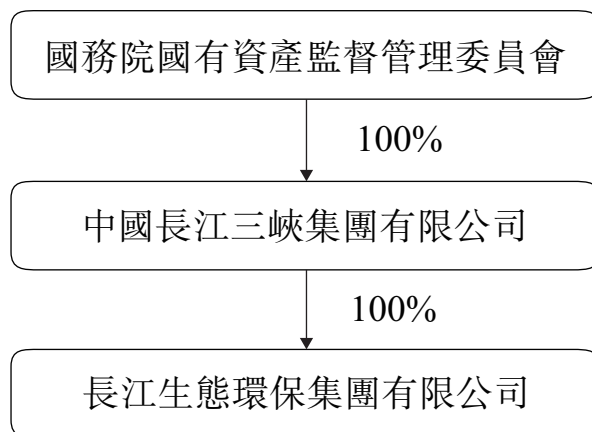 國務院國有資產監督管理委員會
100%
中國長江三峽集團有限公司
100%
長江生態環保集團有限公司